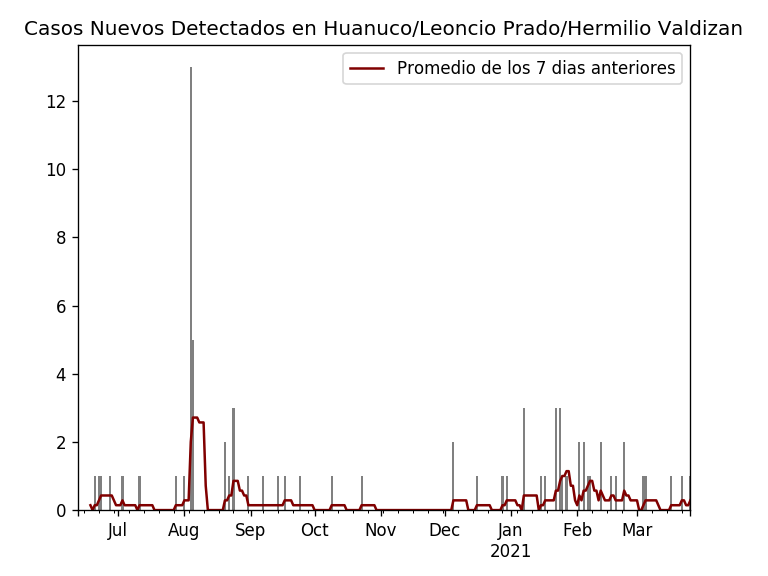 Casos Nuevos Detectados en Huanuco/Leoncio Prado/Hermilio Valdizan
Promedio de los 7 dias anteriores
12
10
8
6
4
2
0
Jul Aug Sep Oct Nov Dec Jan Feb Mar
2021